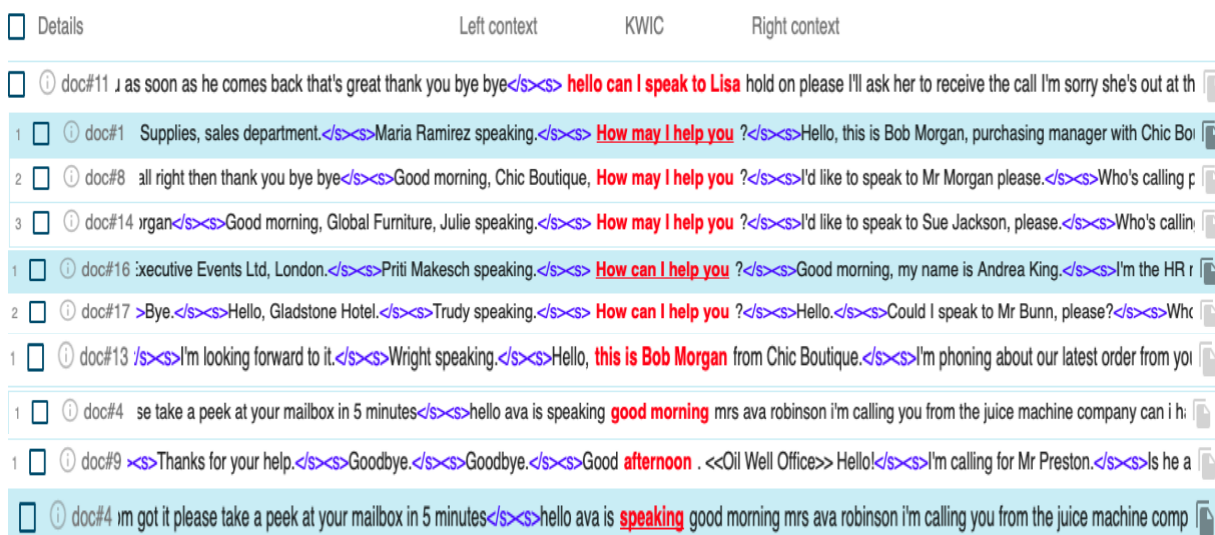 Details Left context KWIC Right context
doc#11 u as soon as he comes back that's great thank you bye bye</s><s> hello can I speak to Lisa hold on please I'll ask her to receive the call I'm sorry she's out at th
1 doc#1 Supplies, sales department.</s><s>Maria Ramirez speaking.</s><s> How may I help you ?</s><s>Hello, this is Bob Morgan, purchasing manager with Chic Bou
2 doc#8 all right then thank you bye bye</s><s>Good morning, Chic Boutique, How may I help you ?</s><s>I'd like to speak to Mr Morgan please.</s><s>Who's calling p
3 doc#14 organ</s><s>Good morning, Global Furniture, Julie speaking.</s><s> How may I help you ?</s><s>I'd like to speak to Sue Jackson, please.</s><s>Who's calling
1 doc#16 Executive Events Ltd, London.</s><s>Priti Makesch speaking.</s><s> How can I help you ?</s><s>Good morning, my name is Andrea King.</s><s>I'm the HR r
2 doc#17 >Bye.</s><s>Hello, Gladstone Hotel.</s><s>Trudy speaking.</s><s> How can I help you ?</s><s>Hello.</s><s>Could I speak to Mr Bunn, please?</s><s>Who
1 doc#13 /s><s>I'm looking forward to it.</s><s>Wright speaking.</s><s>Hello, this is Bob Morgan from Chic Boutique.</s><s>I'm phoning about our latest order from you
1 doc#4 se take a peek at your mailbox in 5 minutes</s><s>hello ava is speaking good morning mrs ava robinson i'm calling you from the juice machine company can i h
1 doc#9 ><s>Thanks for your help.</s><s>Goodbye.</s><s>Goodbye.</s><s>Good afternoon . <<Oil Well Office>> Hello!</s><s>I'm calling for Mr Preston.</s><s>Is he a
doc#4 om got it please take a peek at your mailbox in 5 minutes</s><s>hello ava is speaking good morning mrs ava robinson i'm calling you from the juice machine comp